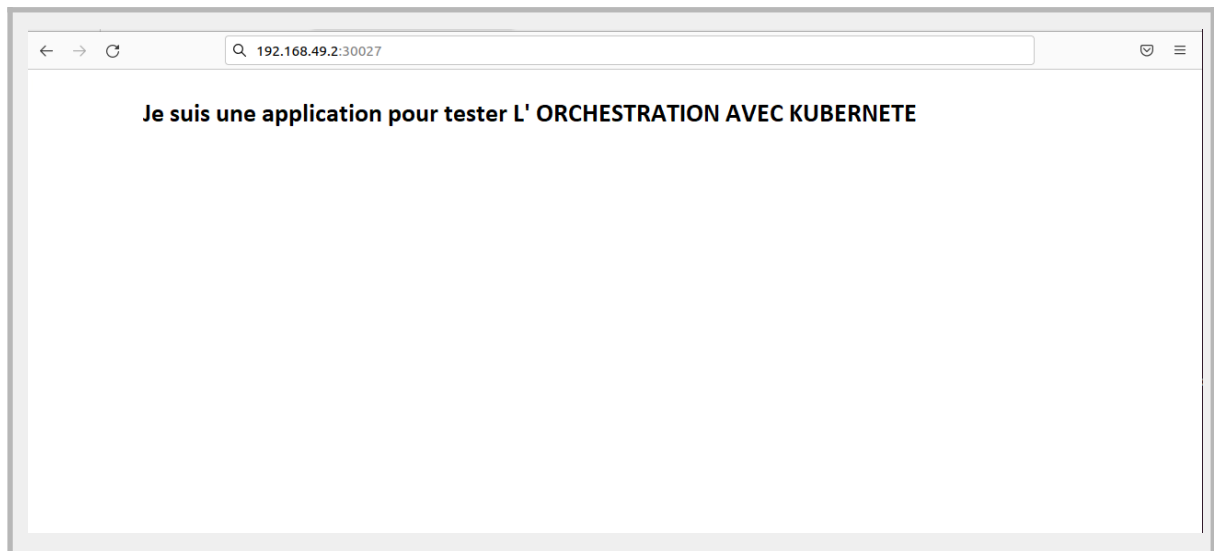 192.168.49.2:30027
Je suis une application pour tester L' ORCHESTRATION AVEC KUBERNETE